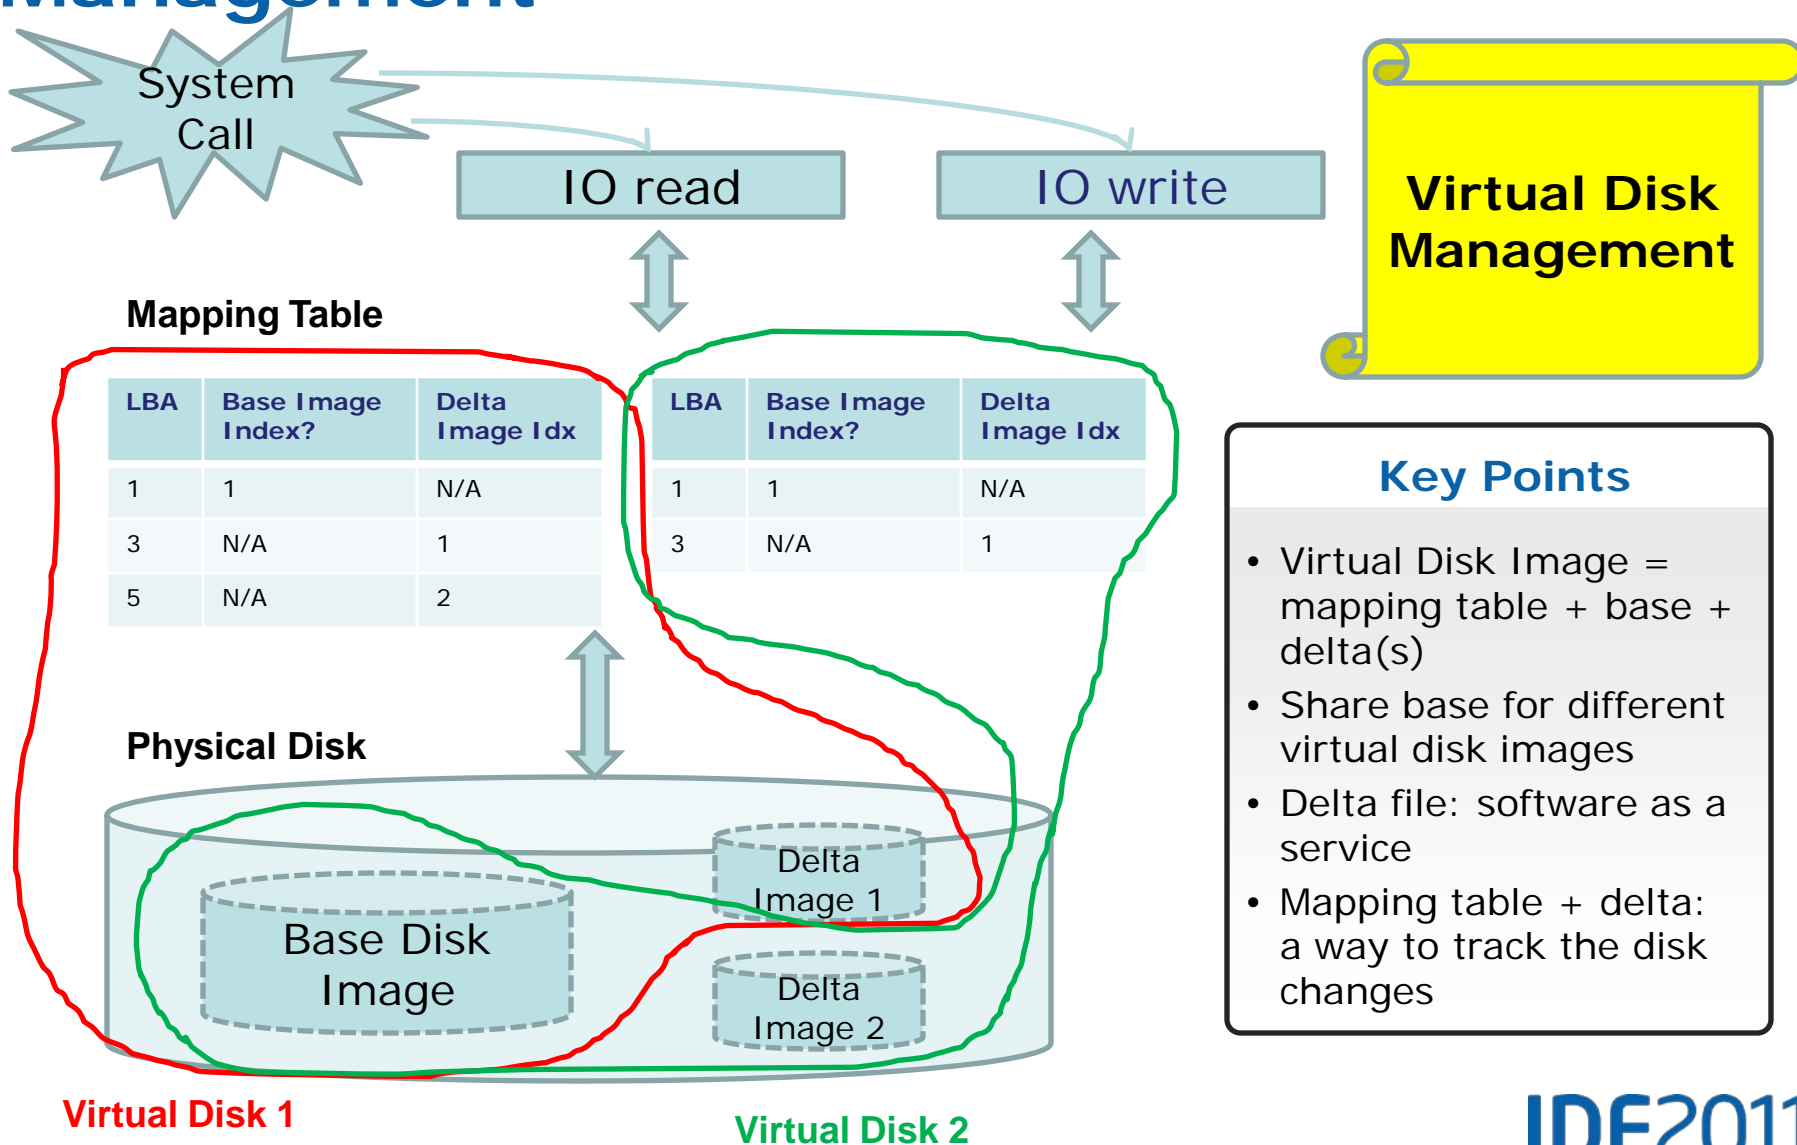 Management
System
Call
IO read
IO write
Virtual Disk
Management
Mapping Table
LBA Base Image Index? Delta Image Idx
1 1 N/A
3 N/A 1
5 N/A 2
LBA Base Image Index? Delta Image Idx
1 1 N/A
3 N/A 1
Physical Disk
Base Disk
Image
Delta
Image 1
Delta
Image 2
Virtual Disk 1
Virtual Disk 2
Key Points
• Virtual Disk Image =
mapping table + base +
delta(s)
• Share base for different
virtual disk images
• Delta file: software as a
service
• Mapping table + delta:
a way to track the disk
changes
IDF2011